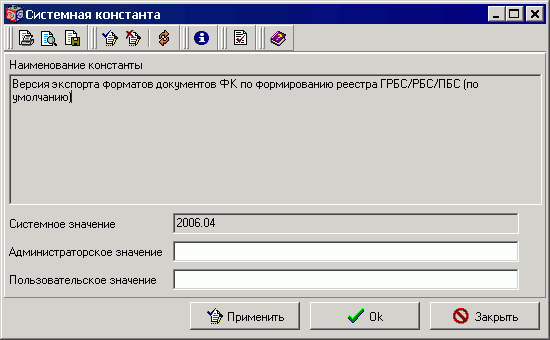 Системная константа
Наименование константы
Версия экспорта форматов документов ФК по формированию реестра ГРБС/РБС/ПБС (по
умолчанию)
Системное значение 2006.04
Администраторское значение
Пользовательское значение
Применить Ok Закрыть